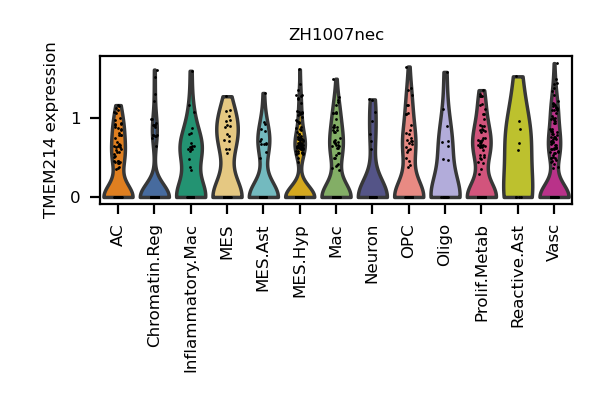 ZH1007nec
TMEM214 expression
1
0
AC
Chromatin.Reg
Inflammatory.Mac
MES
MES.Ast
MES.Hyp
Mac
Neuron
OPC
Oligo
Prolif.Metab
Reactive.Ast
Vasc